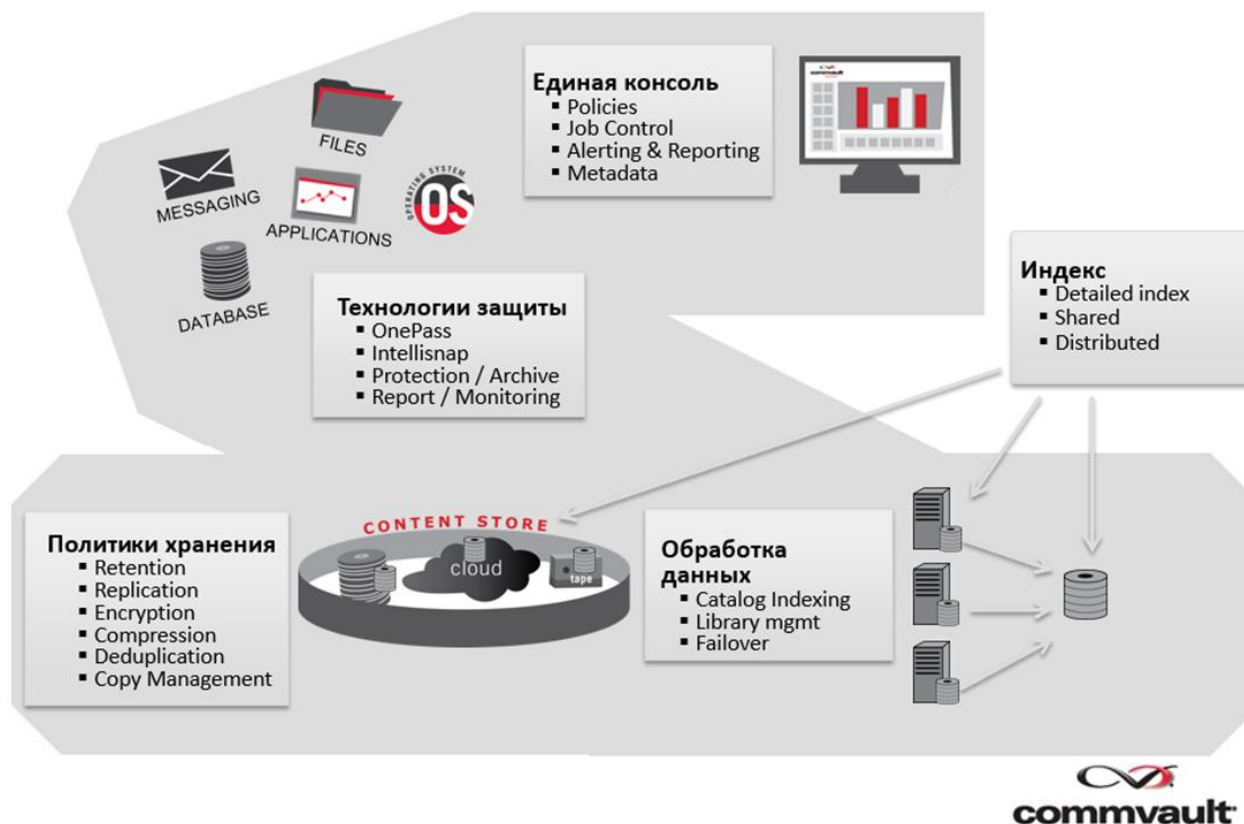 Единая консоль
▪ Policies
▪ Job Control
▪ Alerting & Reporting
▪ Metadata
commvault
FILES
MESSAGING
APPLICATIONS
OPERATING SYSTEM
OS
DATABASE
Технологии защиты
▪ OnePass
▪ Intellisnap
▪ Protection / Archive
▪ Report / Monitoring
Индекс
▪ Detailed index
▪ Shared
▪ Distributed
Политики хранения
▪ Retention
▪ Replication
▪ Encryption
▪ Compression
▪ Deduplication
▪ Copy Management
CONTENT STORE
cloud
tape
Обработка
данных
▪ Catalog Indexing
▪ Library mgmt
▪ Failover
commvault